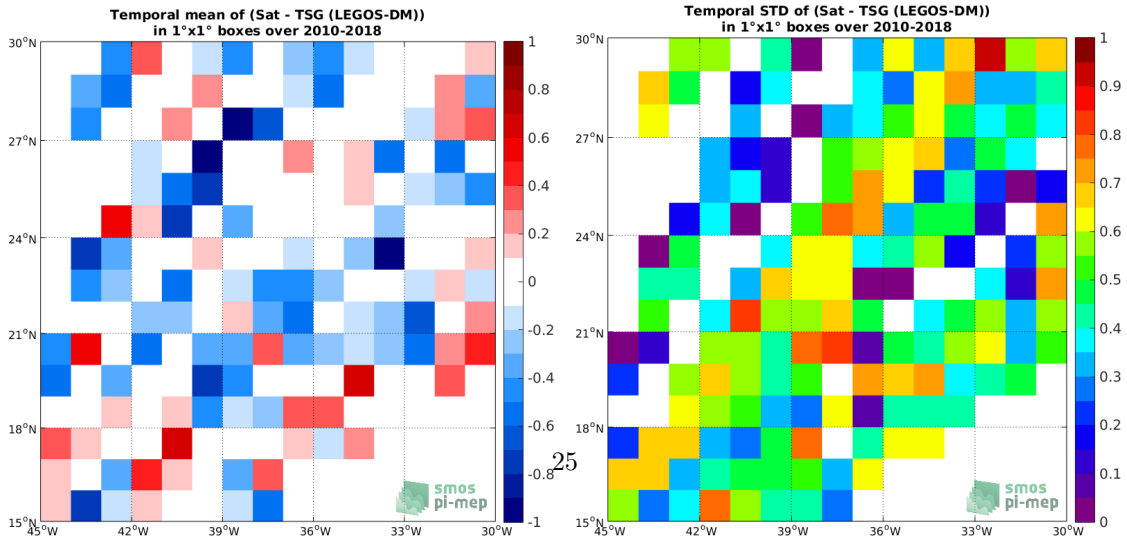 Temporal mean of (Sat - TSG (LEGOS-DM))
in 1°x1° boxes over 2010-2018
30°N
27°N
24°N
21°N
18°N
15°N
45°W
42°W
39°W
36°W
33°W
30°W
1
0.8
0.6
0.4
0.2
0
-0.2
-0.4
-0.6
-0.8
-1
smos
pi-mep
25
Temporal STD of (Sat - TSG (LEGOS-DM))
in 1°x1° boxes over 2010-2018
30°N
27°N
24°N
21°N
18°N
15°N
45°W
42°W
39°W
36°W
33°W
30°W
1
0.9
0.8
0.7
0.6
0.5
0.4
0.3
0.2
0.1
0
smos
pi-mep